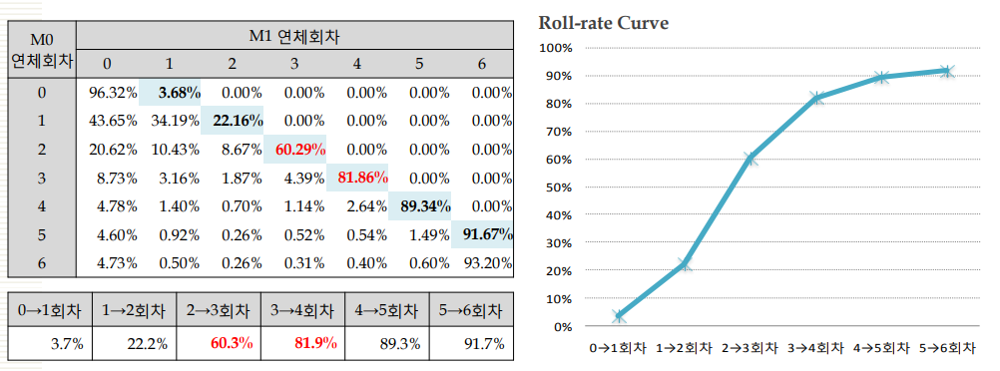 M0 연체회차 M1 연체회차
0 1 2 3 4 5 6
0 96.32% 3.68% 0.00% 0.00% 0.00% 0.00% 0.00%
1 43.65% 34.19% 22.16% 0.00% 0.00% 0.00% 0.00%
2 20.62% 10.43% 8.67% 60.29% 0.00% 0.00% 0.00%
3 8.73% 3.16% 1.87% 4.39% 81.86% 0.00% 0.00%
4 4.78% 1.40% 0.70% 1.14% 2.64% 89.34% 0.00%
5 4.60% 0.92% 0.26% 0.52% 0.54% 1.49% 91.67%
6 4.73% 0.50% 0.26% 0.31% 0.40% 0.60% 93.20%
0→1회차 1→2회차 2→3회차 3→4회차 4→5회차 5→6회차
3.7% 22.2% 60.3% 81.9% 89.3% 91.7%
Roll-rate Curve
100%
90%
80%
70%
60%
50%
40%
30%
20%
10%
0%
0→1회차 1→2회차 2→3회차 3→4회차 4→5회차 5→6회차